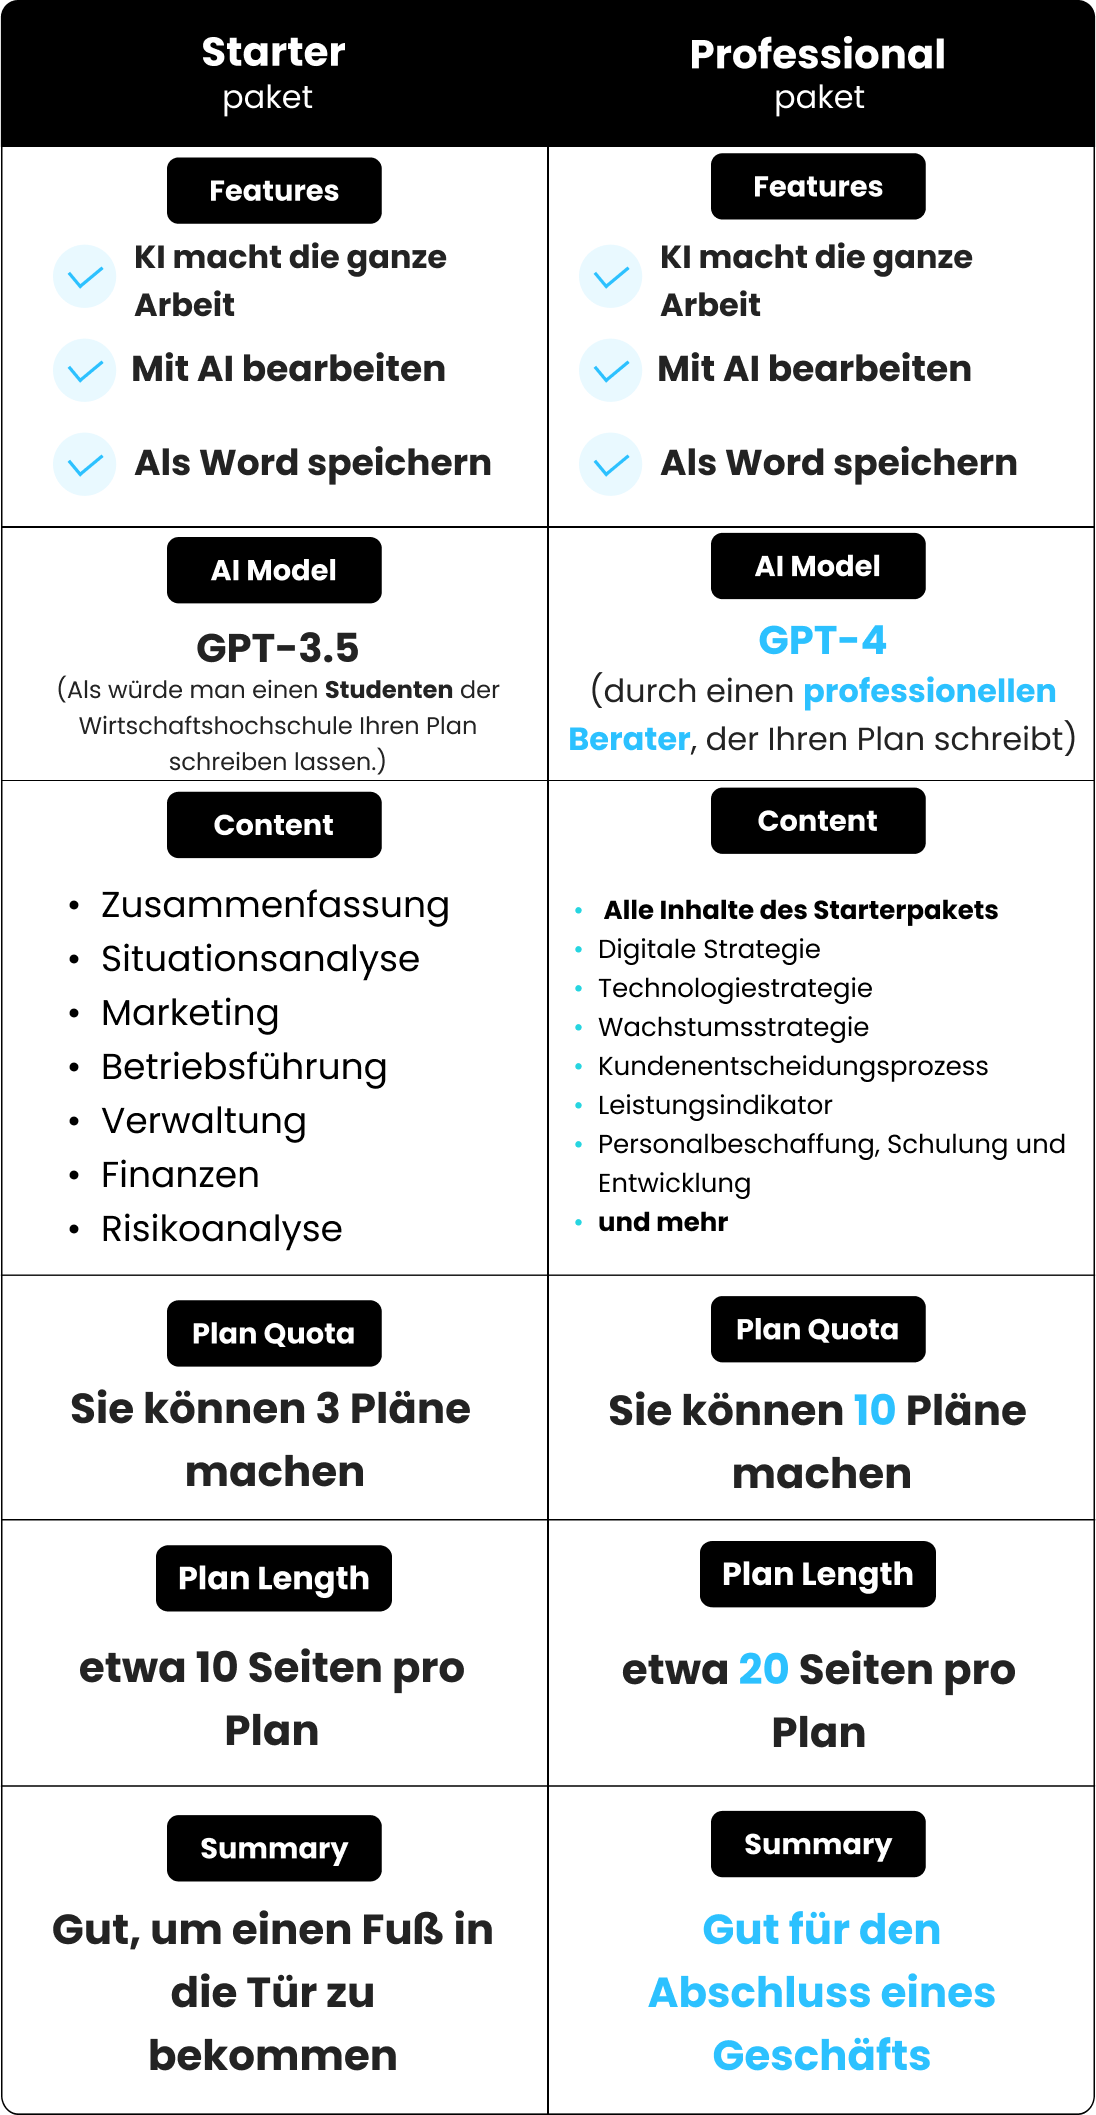 Starter
paket
Professional
paket
Features
KI macht die ganze
Arbeit
Mit AI bearbeiten
Als Word speichern
Features
KI macht die ganze
Arbeit
Mit AI bearbeiten
Als Word speichern
AI Model
GPT-3.5
(Als würde man einen Studenten der
Wirtschaftshochschule Ihren Plan
schreiben lassen.)
AI Model
GPT-4
(durch einen professionellen
Berater, der Ihren Plan schreibt)
Content
• Zusammenfassung
• Situationsanalyse
• Marketing
• Betriebsführung
• Verwaltung
• Finanzen
• Risikoanalyse
Content
• Alle Inhalte des Starterpakets
• Digitale Strategie
• Technologiestrategie
• Wachstumsstrategie
• Kundenentscheidungsprozess
• Leistungsindikator
• Personalbeschaffung, Schulung und
Entwicklung
• und mehr
Plan Quota
Sie können 3 Pläne
machen
Plan Quota
Sie können 10 Pläne
machen
Plan Length
etwa 10 Seiten pro
Plan
Plan Length
etwa 20 Seiten pro
Plan
Summary
Gut, um einen Fuß in
die Tür zu
bekommen
Summary
Gut für den
Abschluss eines
Geschäfts